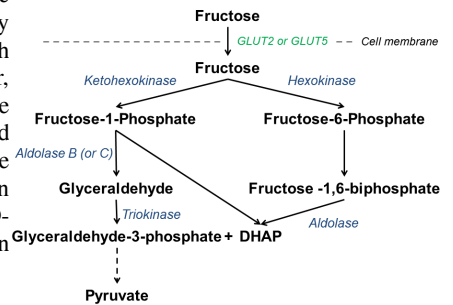 Fructose
GLUT2 or GLUT5
Cell membrane
Fructose
Ketohexokinase
Hexokinase
Fructose-1-Phosphate
Fructose-6-Phosphate
Aldolase B (or C)
Glyceraldehyde
Fructose -1,6-biphosphate
Triokinase
Aldolase
Glyceraldehyde-3-phosphate + DHAP
Pyruvate